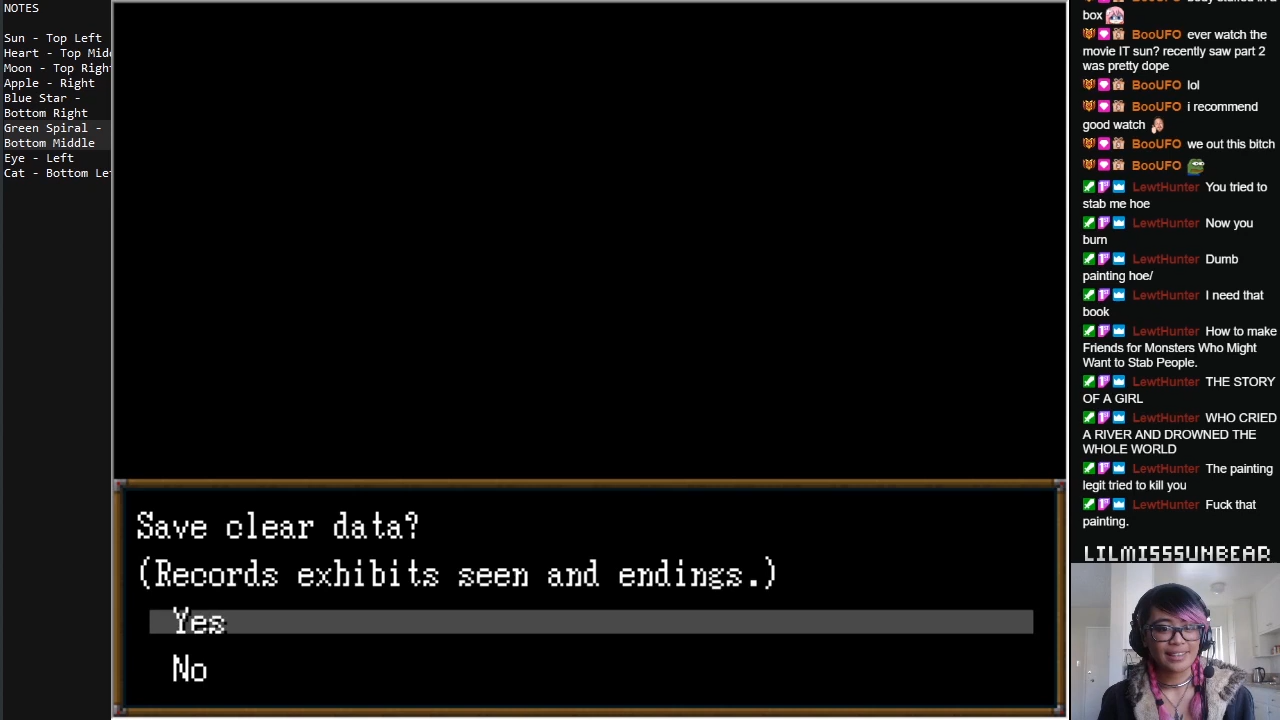 NOTES
Sun - Top Left
Heart - Top Mid
Moon - Top Right
Apple - Right
Blue Star -
Bottom Right
Green Spiral -
Bottom Middle
Eye - Left
Cat - Bottom Le
Save clear data?
(Records exhibits seen and endings.)
Yes
No
box
BooUFO ever watch the
movie IT sun? recently saw part 2
was pretty dope
BooUFO lol
BooUFO i recommend
good watch
BooUFO we out this bitch
BooUFO
LewtHunter You tried to
stab me hoe
LewtHunter Now you
burn
LewtHunter Dumb
painting hoe/
LewtHunter I need that
book
LewtHunter How to make
Friends for Monsters Who Might
Want to Stab People.
LewtHunter THE STORY
OF A GIRL
LewtHunter WHO CRIED
A RIVER AND DROWNED THE
WHOLE WORLD
LewtHunter The painting
legit tried to kill you
LewtHunter Fuck that
painting.
LILMISSSUNBEAR